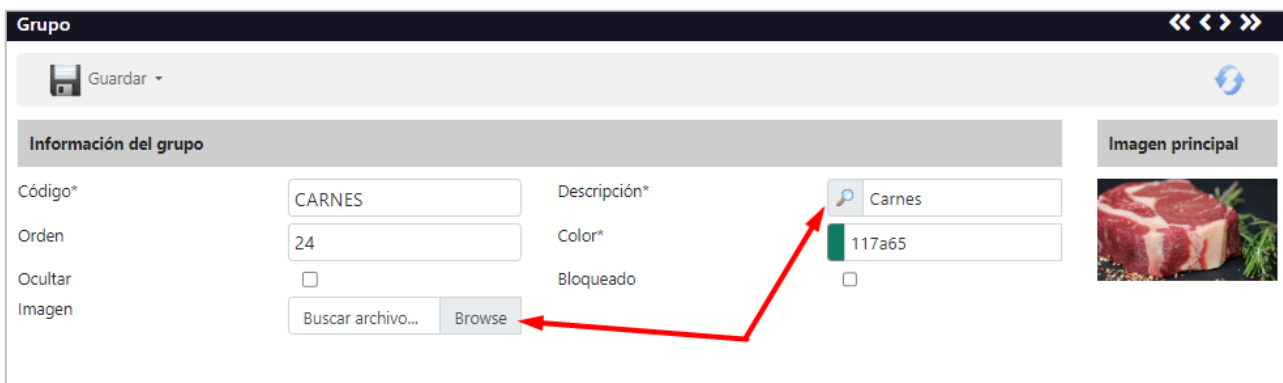 Grupo
Guardar
Información del grupo
Imagen principal
Código*
CARNES
Descripción*
Carnes
Orden
24
Color*
117a65
Ocultar
Bloqueado
Imagen
Buscar archivo...
Browse